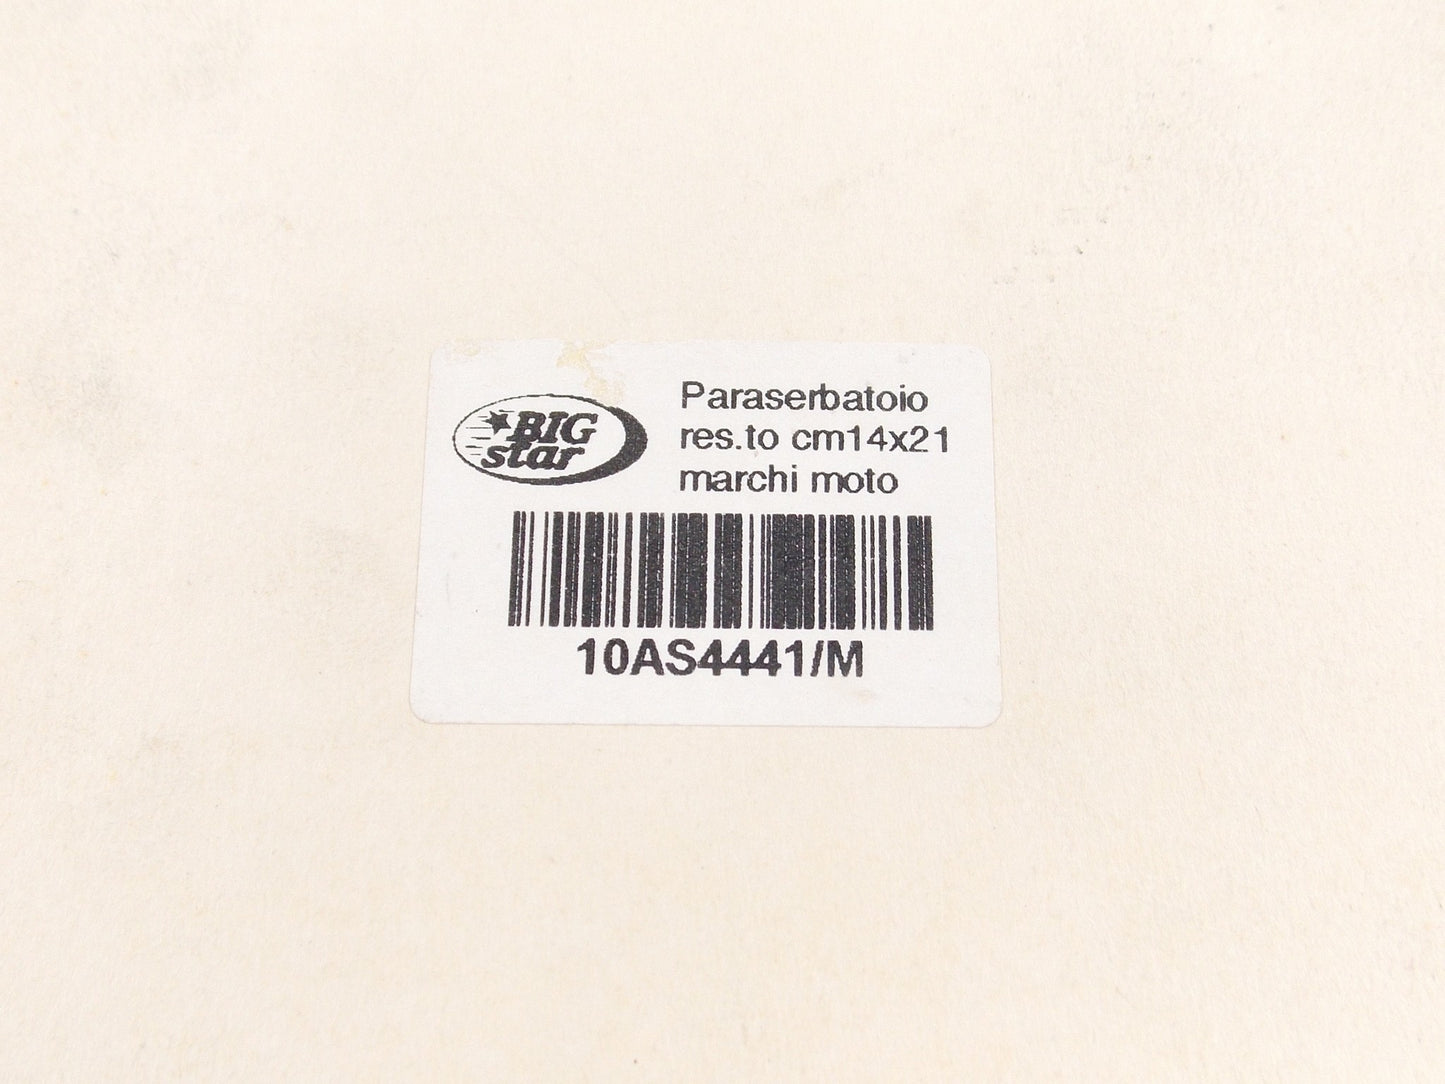 BIG
star
Paraserbatoio
res.to cm14x21
marchi moto
10AS4441/M